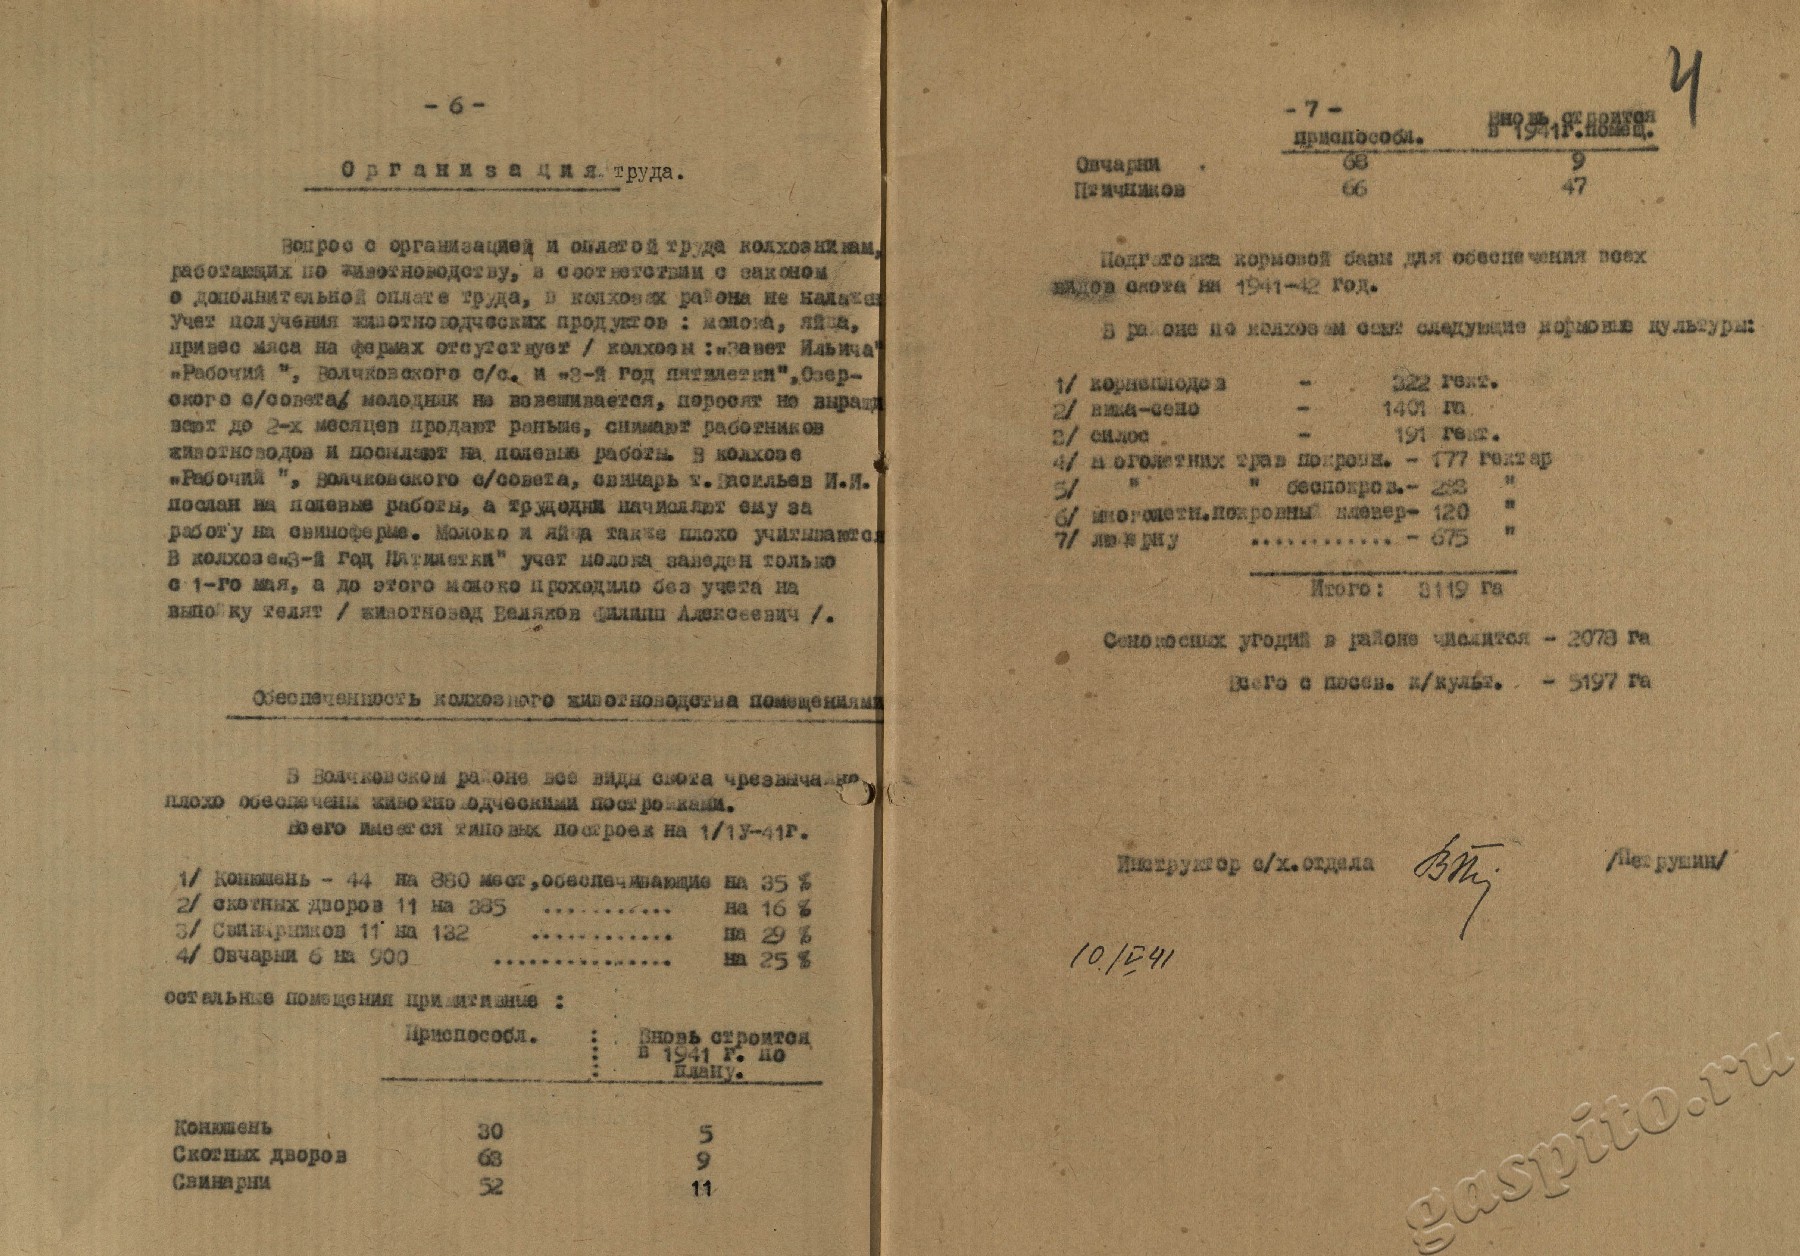 - 6 -
Организация труда.
Вопрос с организацией и оплатой труда колхозникам,
работающих по животноводству, в соответствии с законом
о дополнительной оплате труда, в колхозах района не налажен
Учет получения животноводческих продуктов : молока, яйца,
привес мяса на фермах отсутствует / колхозы :„Завет Ильича"
„Рабочий ", Волчковского с/с. и „3-й год пятилетки",Озер-
ского с/совета/ молодняк не взвешивается, поросят не выращи
вают до 2-х месяцев продают раньше, снимают работников
животноводов и посылают на полевые работы. В колхозе
„Рабочий ", Волчковского с/совета, свинарь т.Васильев И.И.
послан на полевые работы, а трудодни начисляют ему за
работу на свиноферме. Молоко и яйца также плохо учитываются
В колхозе„3-й год Пятилетки" учет молока заведен только
с 1-го мая, а до этого молоко проходило без учета на
выпойку телят / животновод Беляков Филипп Алексеевич /.
Обеспеченность колхозного животноводства помещениями
В Волчковском районе все виды скота чрезвычайно
плохо обеспечены животноводческими постройками.
Всего имеется типовых построек на 1/1У-41г.
1/ Конюшень - 44 на 880 мест,обеспечивающие на 35 %
2/ скотных дворов 11 на 385 ........... на 16 %
3/ Свинарников 11 на 132 ............ на 29 %
4/ Овчарни 6 на 900 ............... на 25 %
остальные помещения примитивные :
Приспособл. : Вновь строится
: в 1941 г. по
: плану.
Конюшень 30 5
Скотных дворов 63 9
Свинарни 52 11
4
- 7 -
приспособл. Вновь строится
в 1941г.помещ.
Овчарни 68 9
Птичников 66 47
Подготовка кормовой базы для обеспечения всех
видов скота на 1941-42 год.
В районе по колхозам сеют следующие кормовые культуры:
1/ корнеплодов - 322 гект.
2/ вика-сено - 1401 га
3/ силос - 191 гект.
4/ многолетних трав покровн. - 177 гектар
5/ " " беспокров.- 283 "
6/ многолетн.покровный клевер- 120 "
7/ люцерну ............ - 675 "
Итого: 3119 га
Сенокосных угодий в районе числится - 2078 га
Всего с посев. к/культ. - 5197 га
Инструктор с/х.отдела /Петрушин/
10/V 41
gaspito.ru